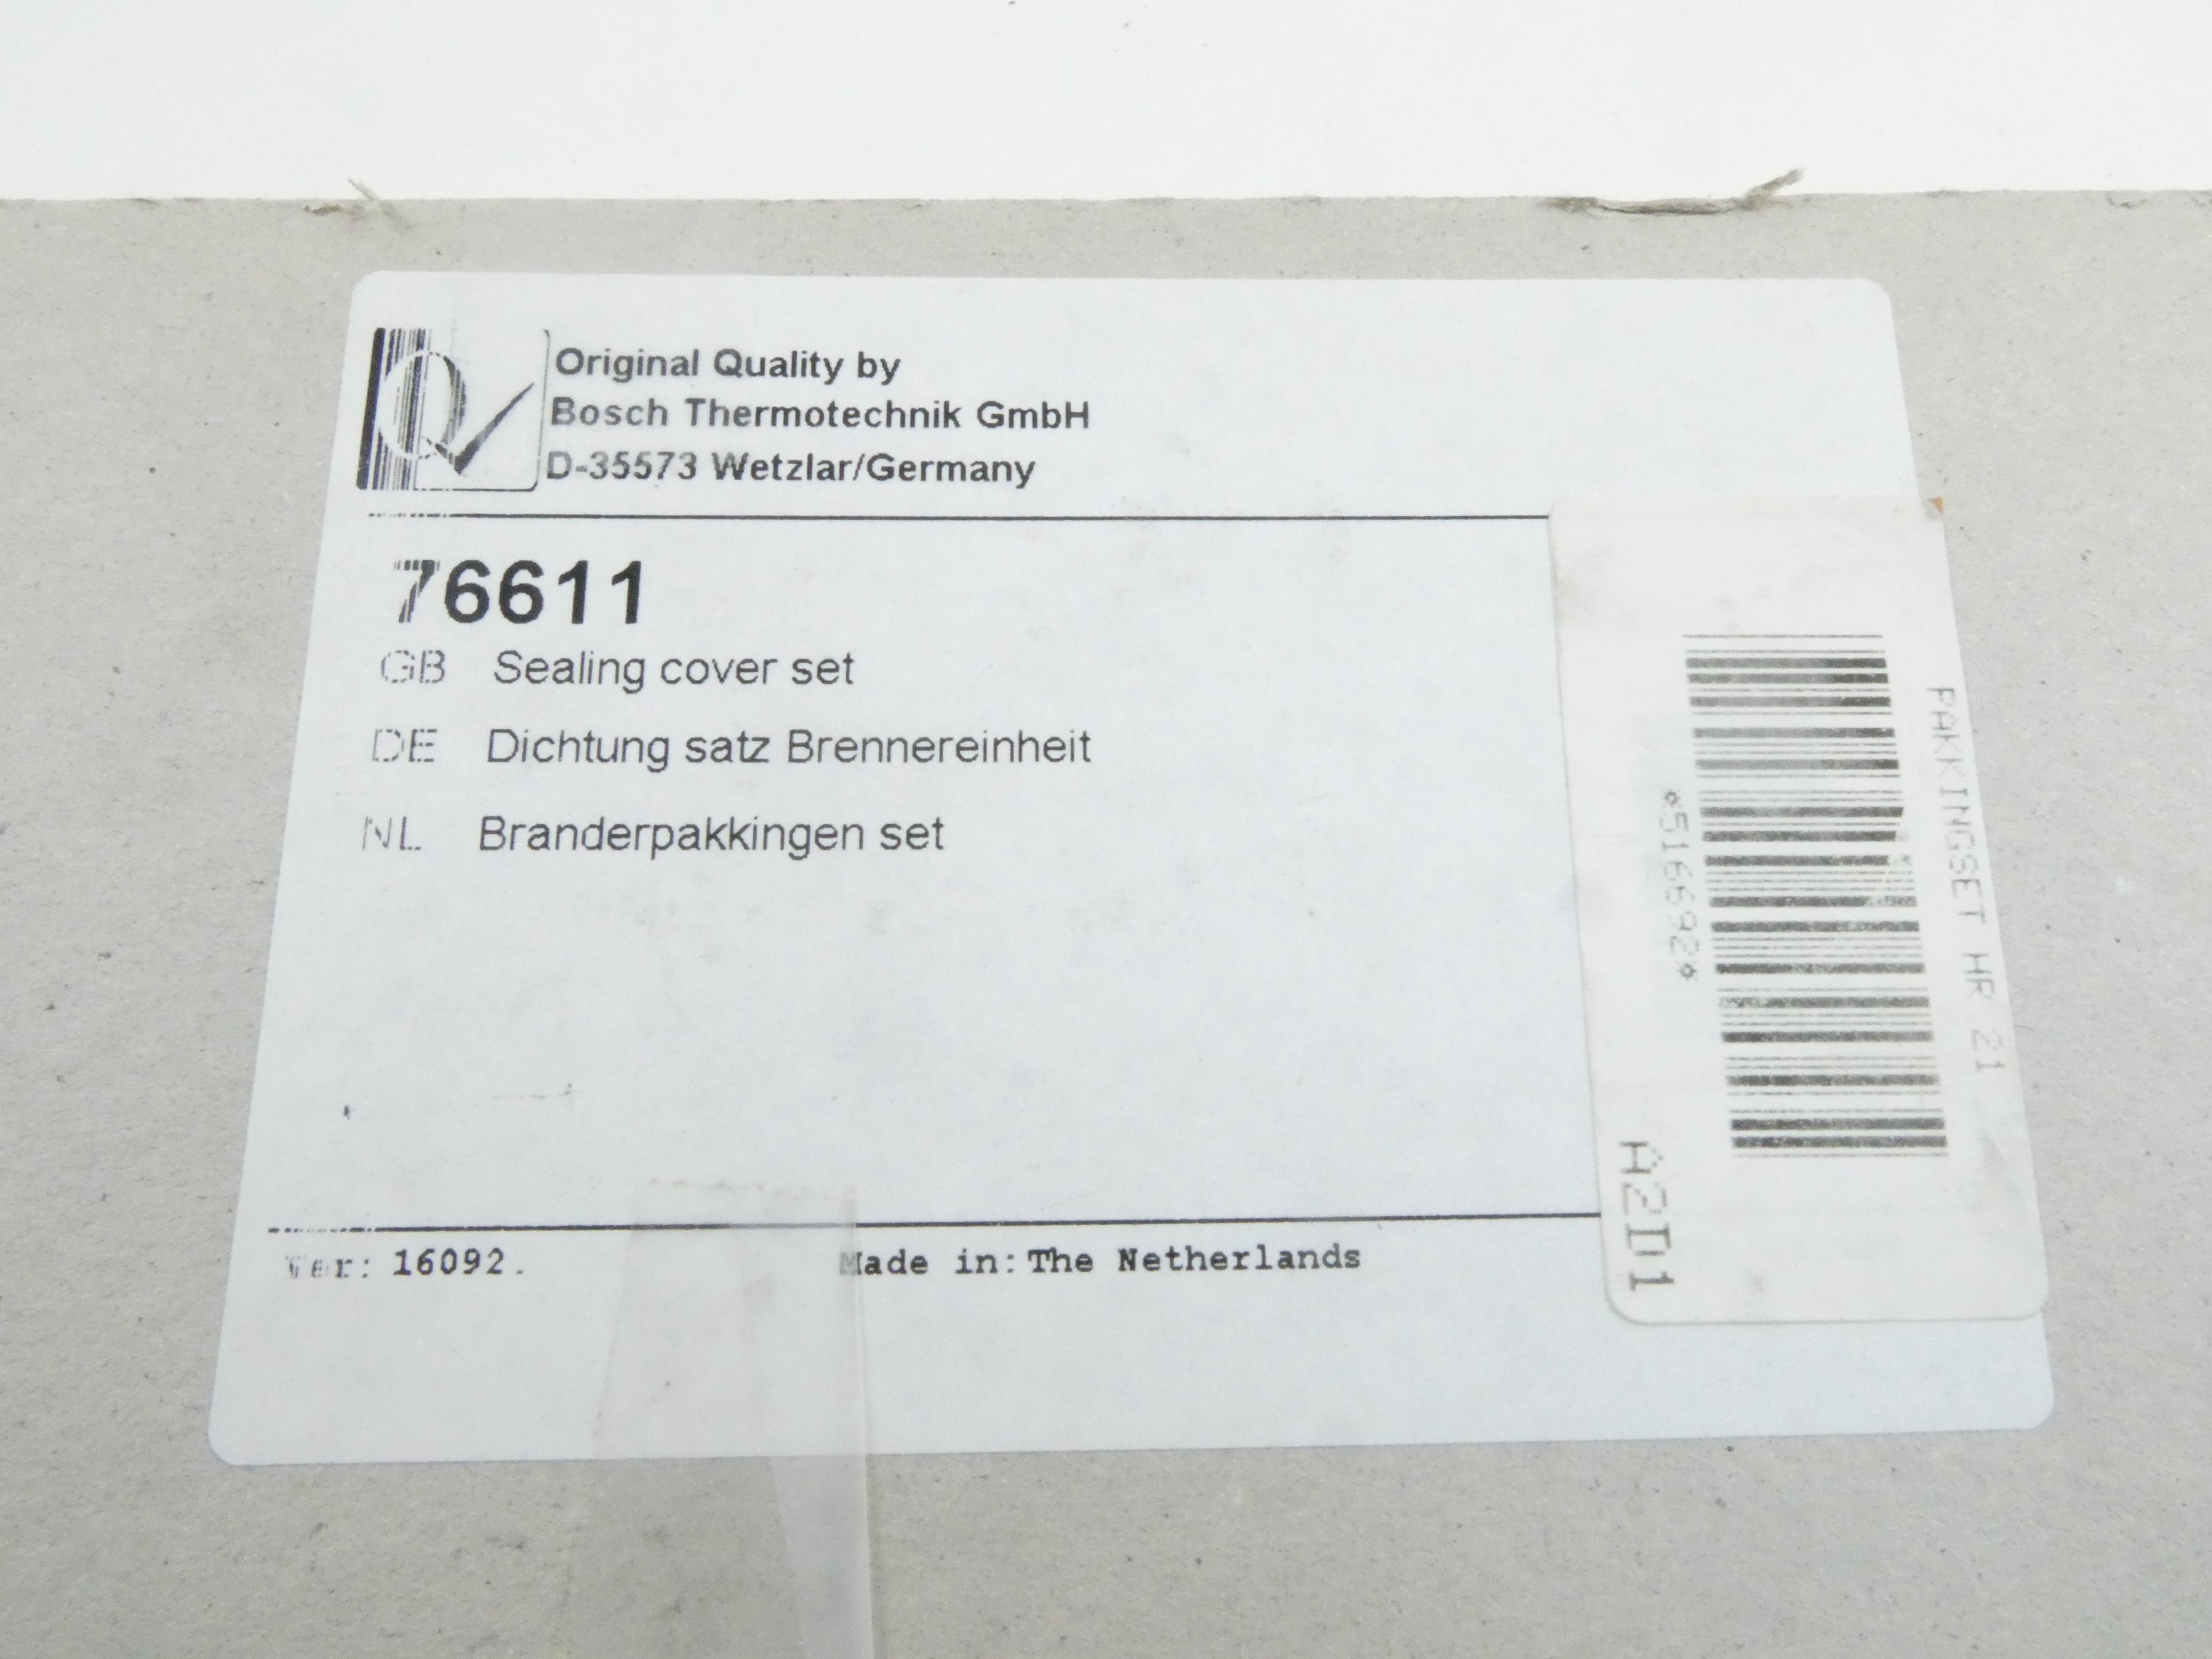 Original Quality by
Bosch Thermotechnik GmbH
D-35573 Wetzlar/Germany
76611
GB Sealing cover set
DE Dichtung satz Brennereinheit
NL Branderpakkingen set
Ver: 16092.
Made in: The Netherlands
PAKKINGSET HR 21
*516692*
A2D1